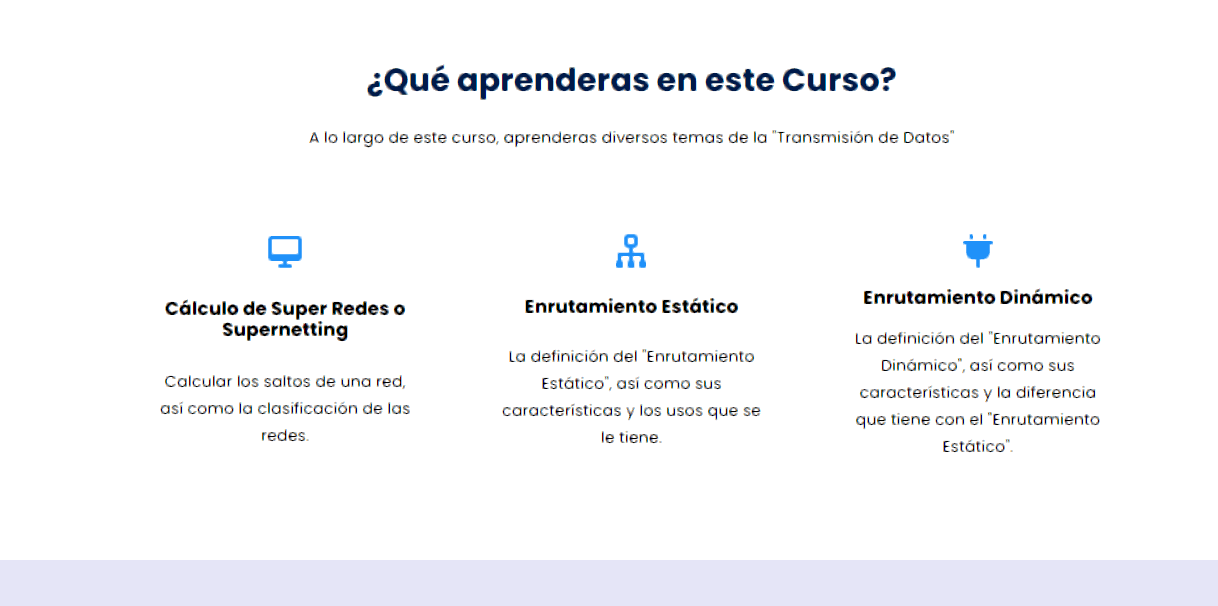 ¿Qué aprenderas en este Curso?
A lo largo de este curso, aprenderas diversos temas de la "Transmisión de Datos"
Cálculo de Super Redes o
Supernetting
Calcular los saltos de una red,
así como la clasificación de las
redes.
Enrutamiento Estático
La definición del "Enrutamiento
Estático", así como sus
características y los usos que se
le tiene.
Enrutamiento Dinámico
La definición del "Enrutamiento
Dinámico", así como sus
características y la diferencia
que tiene con el "Enrutamiento
Estático".